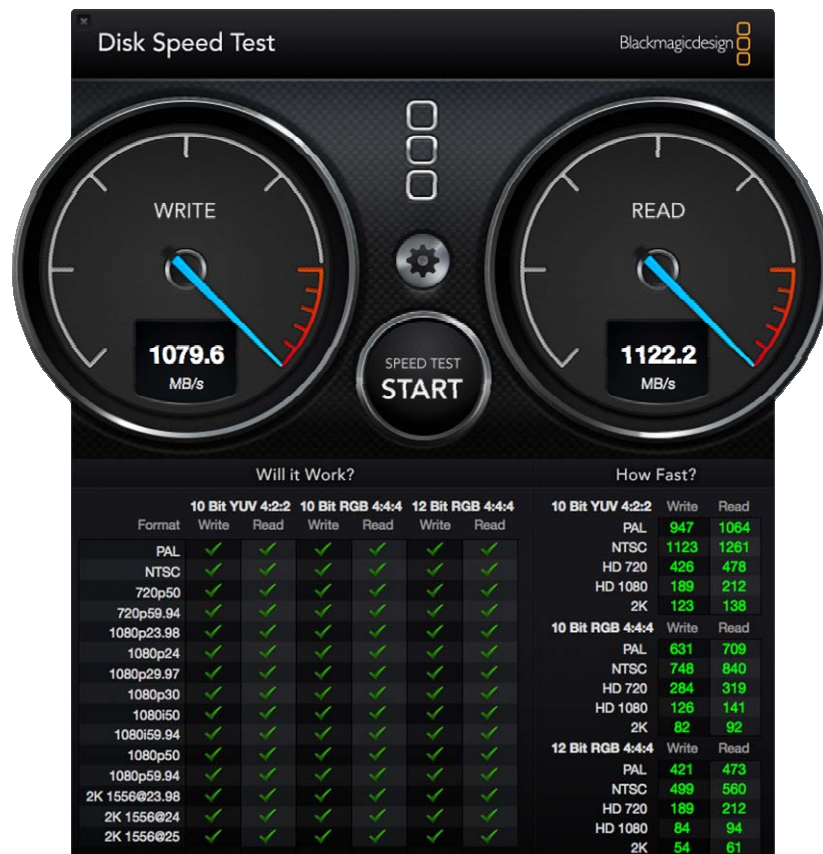 Disk Speed Test
Blackmagicdesign
WRITE
1079.6
MB/s
READ
1122.2
MB/s
SPEED TEST
START
Will it Work?
10 Bit YUV 4:2:2 10 Bit RGB 4:4:4 12 Bit RGB 4:4:4
Format Write Read Write Read Write Read
PAL
NTSC
720p50
720p59.94
1080p23.98
1080p24
1080p29.97
1080p30
1080i50
1080i59.94
1080p50
1080p59.94
2K 1556@23.98
2K 1556@24
2K 1556@25
How Fast?
10 Bit YUV 4:2:2 Write Read
PAL 947 1064
NTSC 1123 1261
HD 720 426 478
HD 1080 189 212
2K 123 138
10 Bit RGB 4:4:4 Write Read
PAL 631 709
NTSC 748 840
HD 720 284 319
HD 1080 126 141
2K 82 92
12 Bit RGB 4:4:4 Write Read
PAL 421 473
NTSC 499 560
HD 720 189 212
HD 1080 84 94
2K 54 61